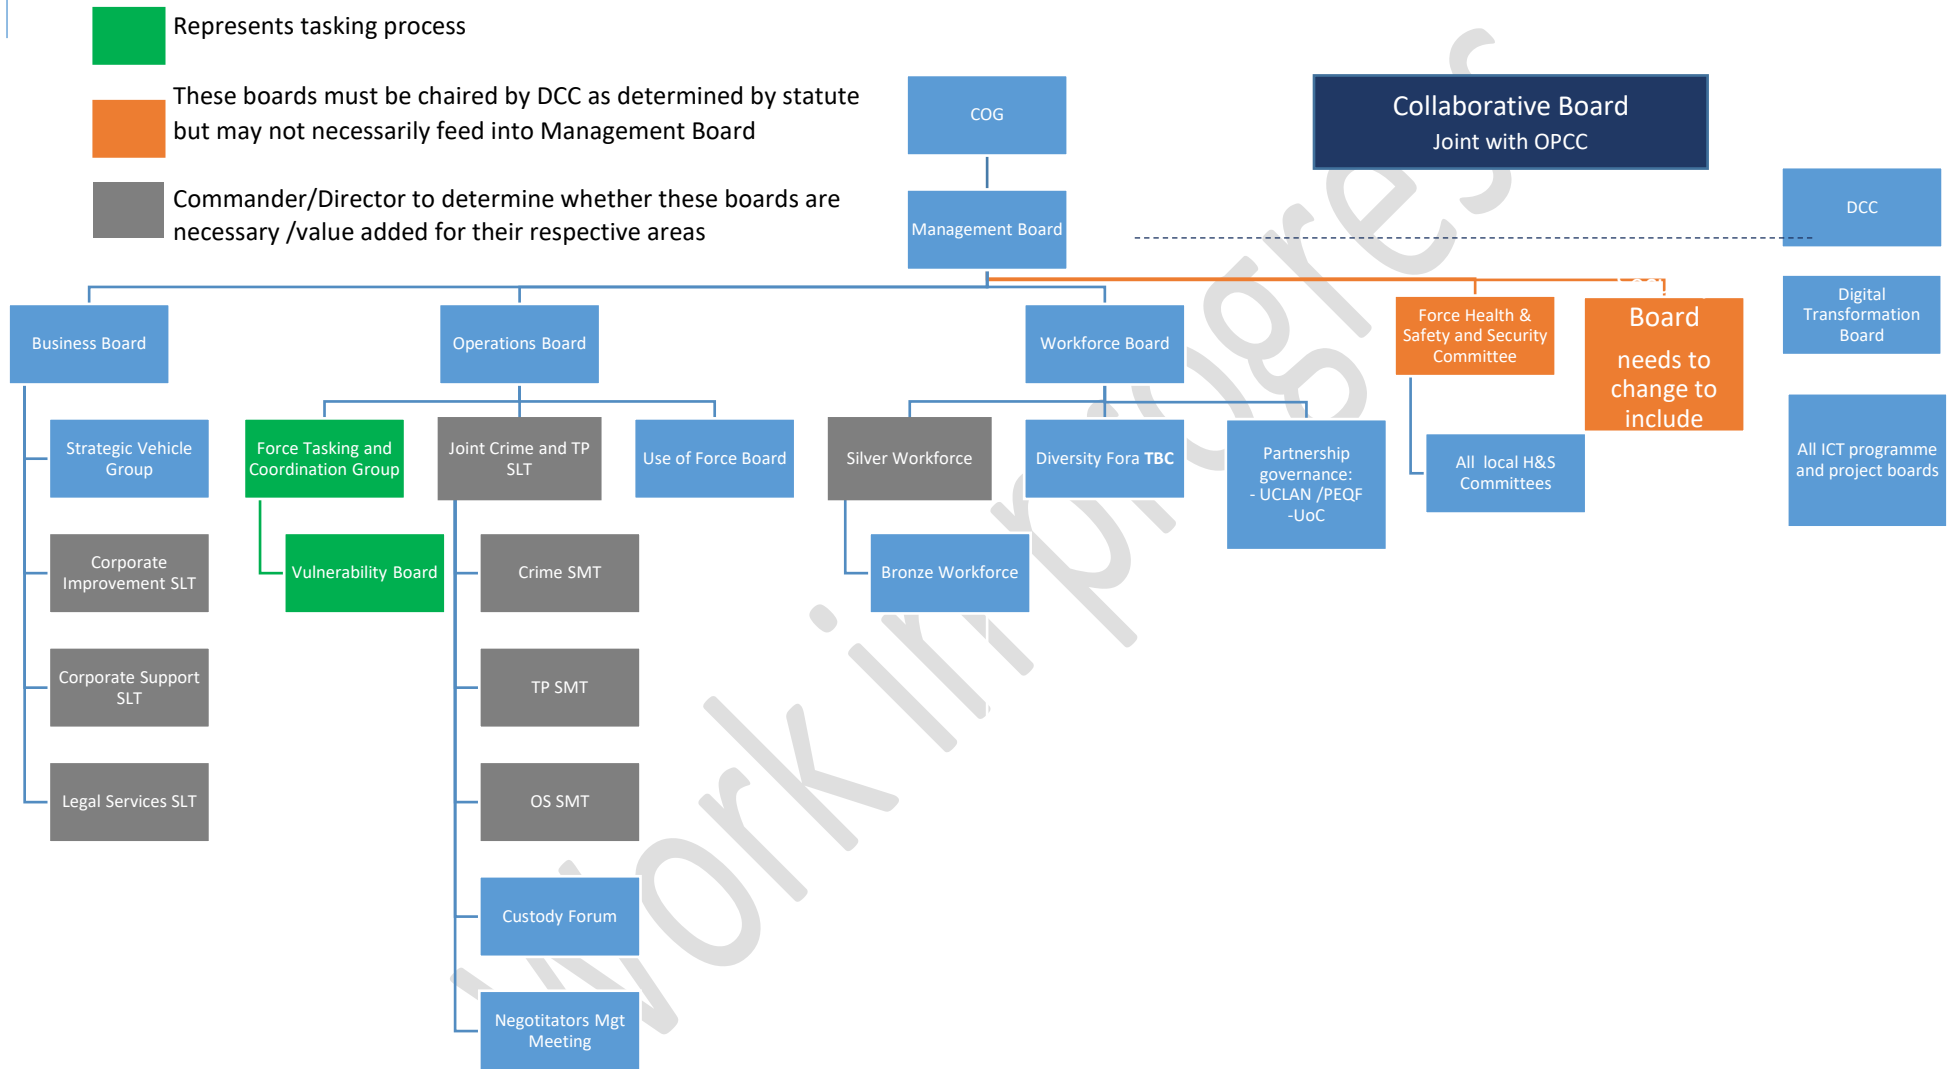 Represents tasking process
These boards must be chaired by DCC as determined by statute
but may not necessarily feed into Management Board
Commander/Director to determine whether these boards are
necessary /value added for their respective areas
COG
Collaborative Board
Joint with OPCC
Management Board
DCC
Business Board
Operations Board
Workforce Board
Force Health &
Safety and Security
Committee
Board
needs to
change to
include
Digital
Transformation
Board
Strategic Vehicle
Group
Force Tasking and
Coordination Group
Joint Crime and TP
SLT
Use of Force Board
Silver Workforce
Diversity Fora TBC
Partnership
governance:
- UCLAN /PEQF
-UoC
All local H&S
Committees
All ICT programme
and project boards
Corporate
Improvement SLT
Vulnerability Board
Crime SMT
Bronze Workforce
Corporate Support
SLT
TP SMT
Legal Services SLT
OS SMT
Custody Forum
Negotitators Mgt
Meeting
Work in progres